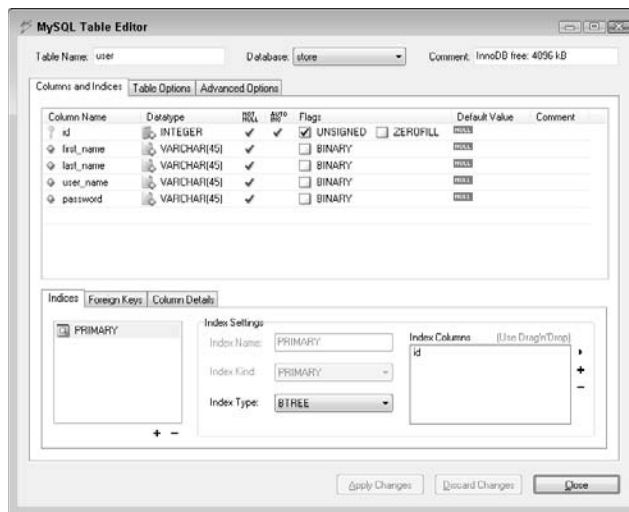 MySQL Table Editor
Table Name: user Database: store Comment: InnoDB free: 4096 kB
Columns and Indices Table Options Advanced Options
Column Name Datatype NOT NULL AUTO INC Flags Default Value Comment
id INTEGER UNSIGNED ZEROFILL NULL
first_name VARCHAR(45) BINARY NULL
last_name VARCHAR(45) BINARY NULL
user_name VARCHAR(45) BINARY NULL
password VARCHAR(45) BINARY NULL
Indices Foreign Keys Column Details
PRIMARY
Index Settings
Index Name: PRIMARY
Index Kind: PRIMARY
Index Type: BTREE
Index Columns (Use Drag'n'Drop)
id
Apply Changes Discard Changes Close